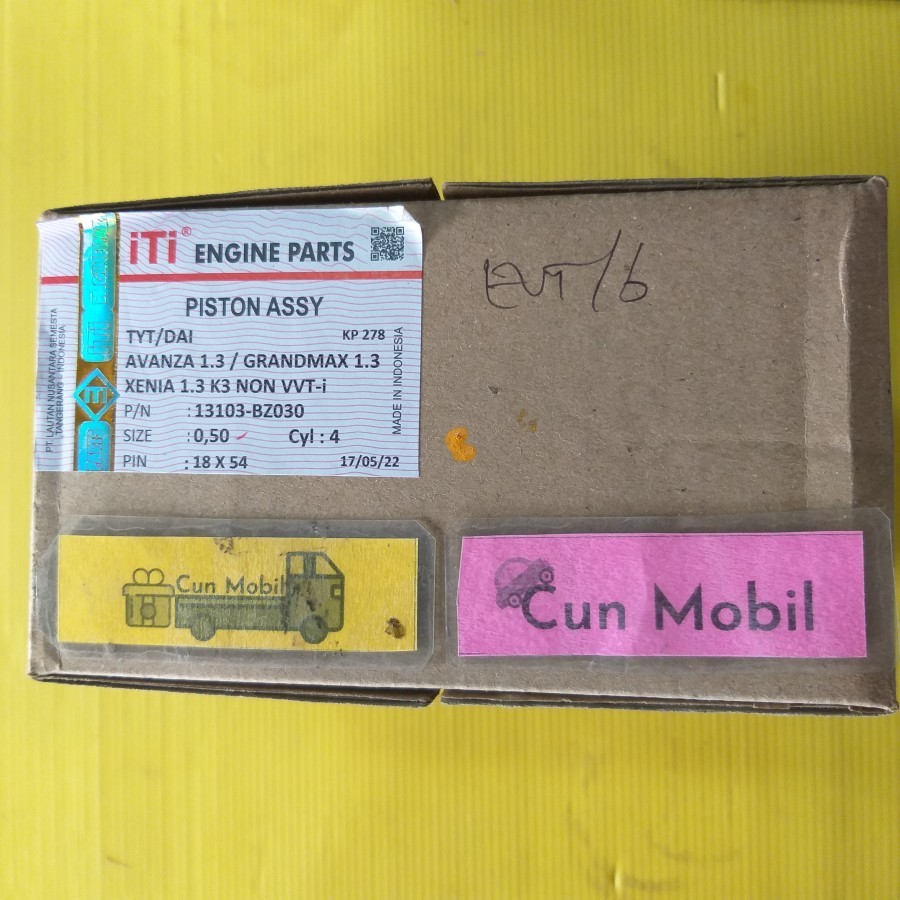 iTi® ENGINE PARTS
PISTON ASSY
TYT/DAI KP 278
AVANZA 1.3 / GRANDMAX 1.3
XENIA 1.3 K3 NON VVT-i
P/N : 13103-BZ030
SIZE : 0,50 Cyl : 4
PIN : 18 X 54 17/05/22
PT. LAUTAN NUSANTARA SEMESTA
TANGERANG - INDONESIA
MADE IN INDONESIA
Cun Mobil
Cun Mobil